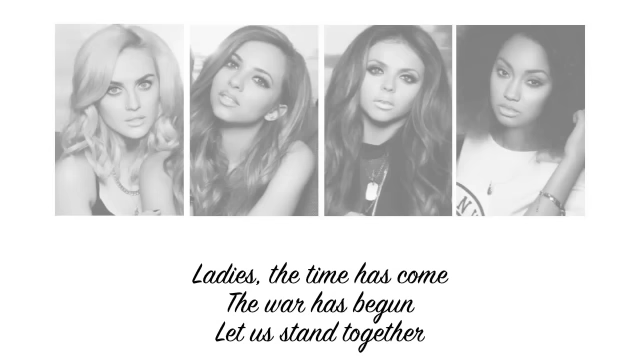 Ladies, the time has come
The war has begun
Let us stand together